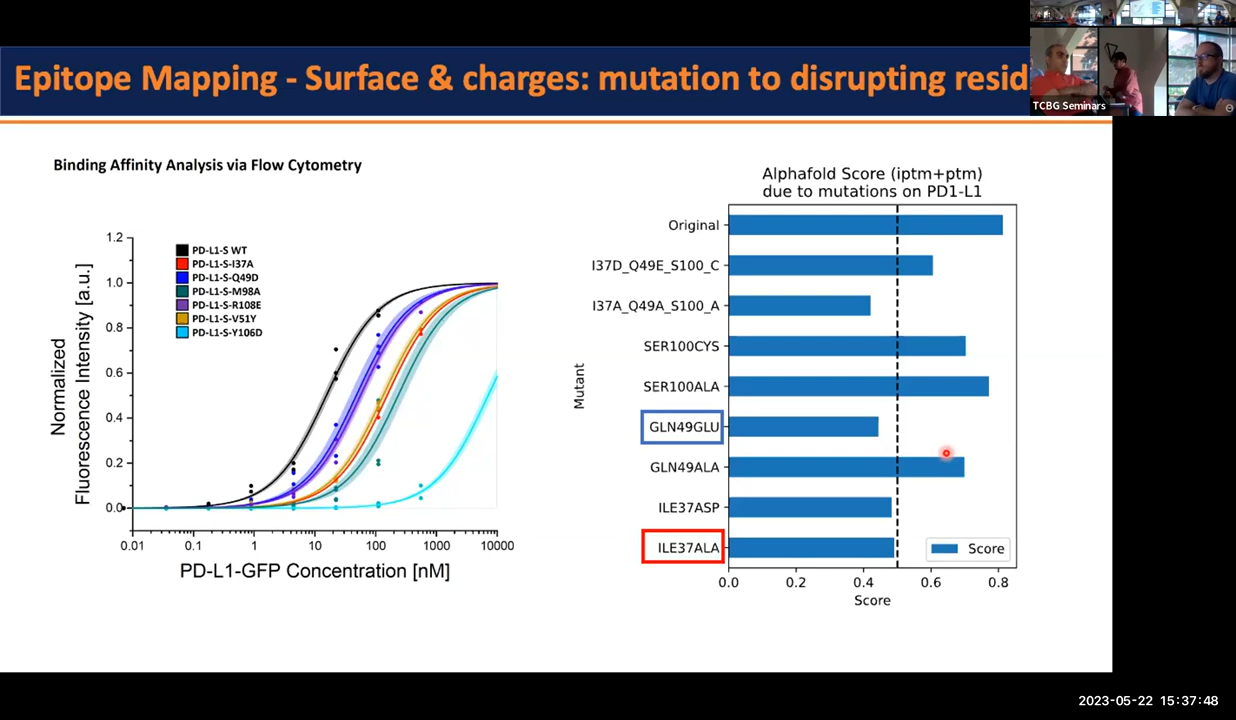 Epitope Mapping - Surface & charges: mutation to disrupting resid
TCBG Seminars
Binding Affinity Analysis via Flow Cytometry
1.2
1.0
0.8
0.6
0.4
0.2
0.0
Normalized
Fluorescence Intensity [a.u.]
PD-L1-S WT
PD-L1-S-I37A
PD-L1-S-Q49D
PD-L1-S-M98A
PD-L1-S-R108E
PD-L1-S-V51Y
PD-L1-S-Y106D
0.01
0.1
1
10
100
1000
10000
PD-L1-GFP Concentration [nM]
Alphafold Score (iptm+ptm)
due to mutations on PD1-L1
Mutant
Original
I37D_Q49E_S100_C
I37A_Q49A_S100_A
SER100CYS
SER100ALA
GLN49GLU
GLN49ALA
ILE37ASP
ILE37ALA
Score
0.0
0.2
0.4
0.6
0.8
Score
2023-05-22 15:37:48